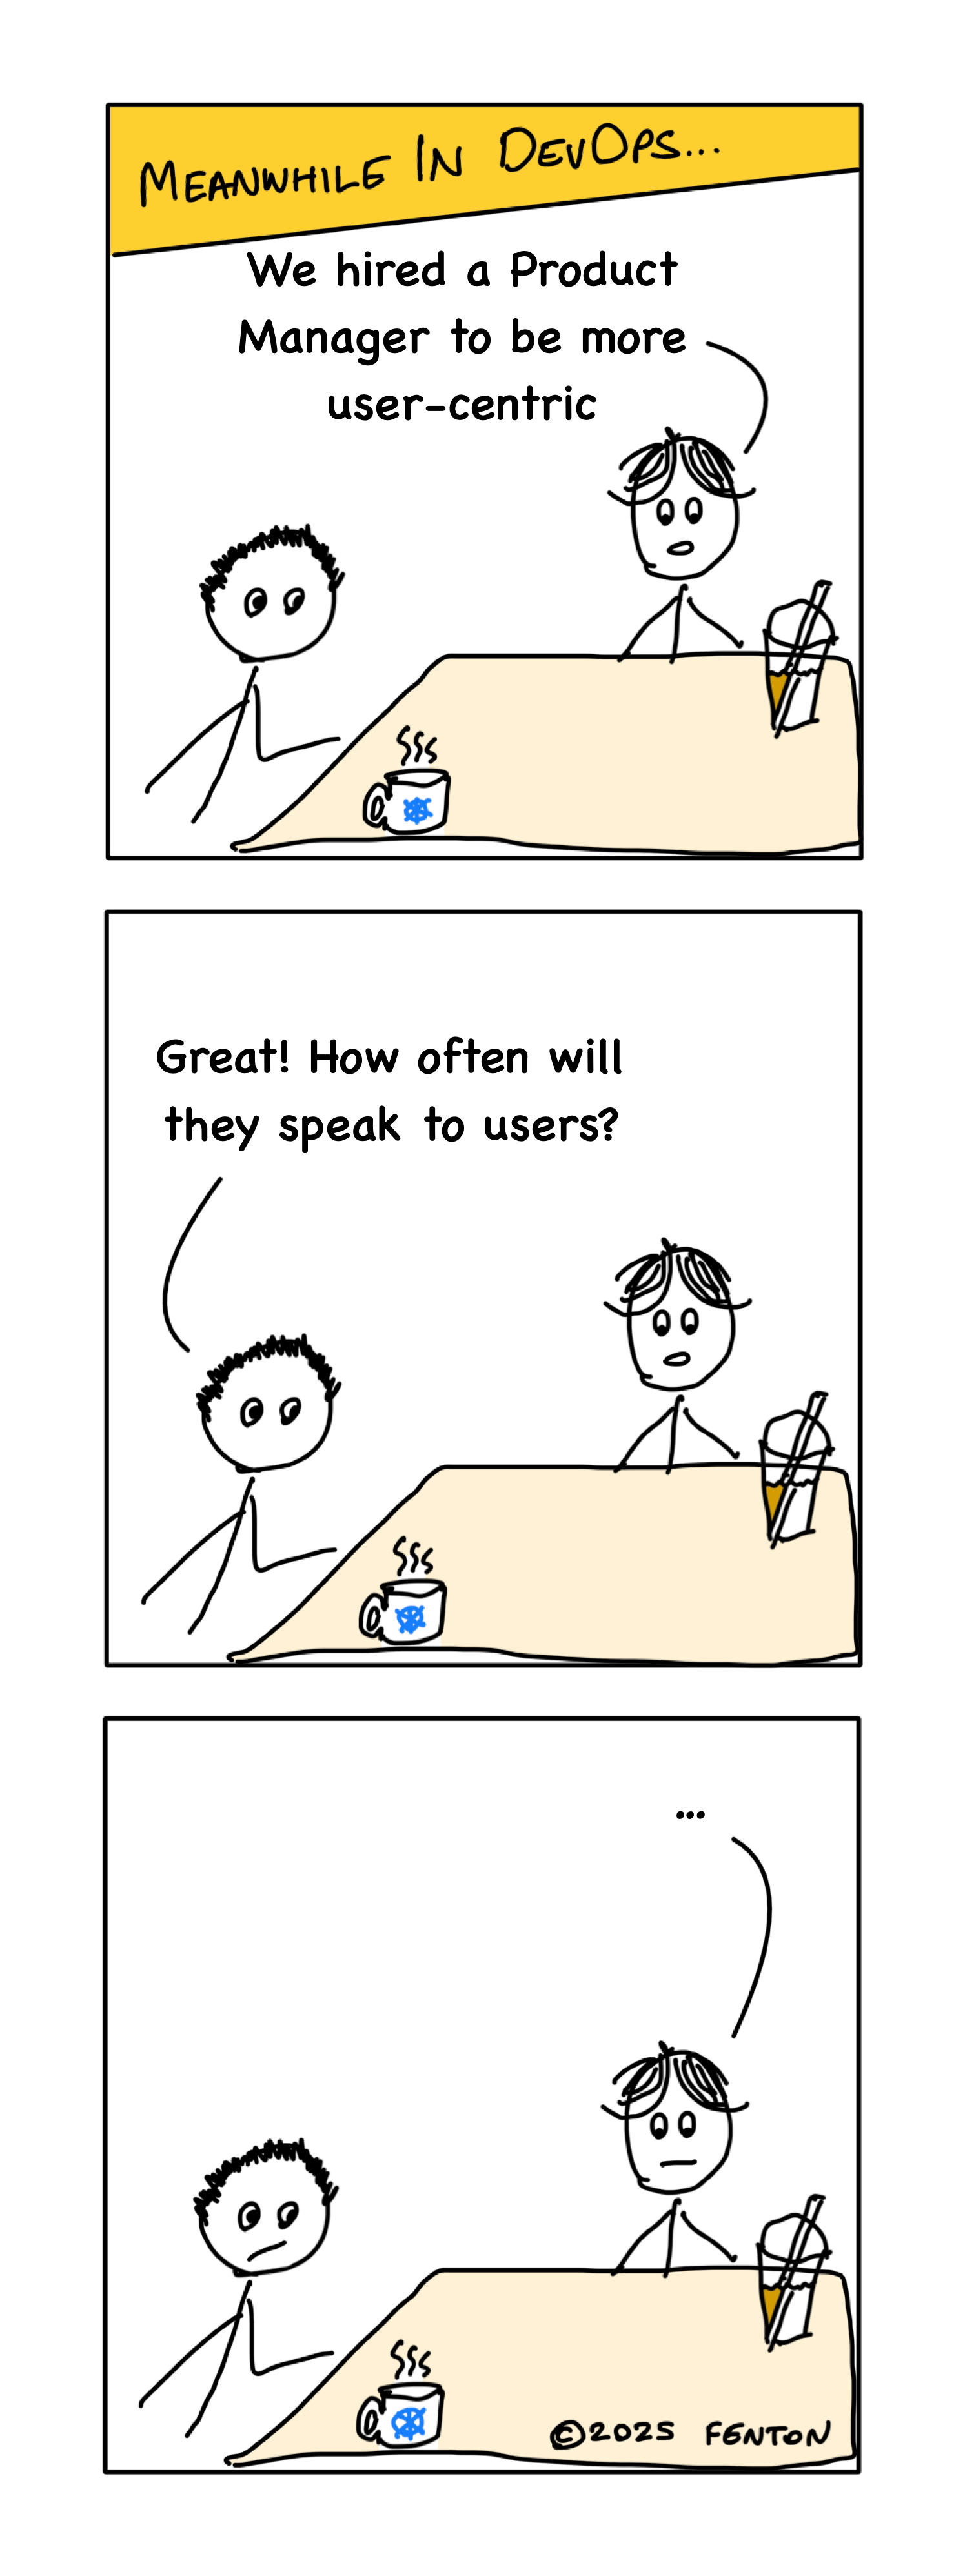 MEANWHILE IN DEVOPS...
We hired a Product
Manager to be more
user-centric
Great! How often will
they speak to users?
...
©2025 FENTON